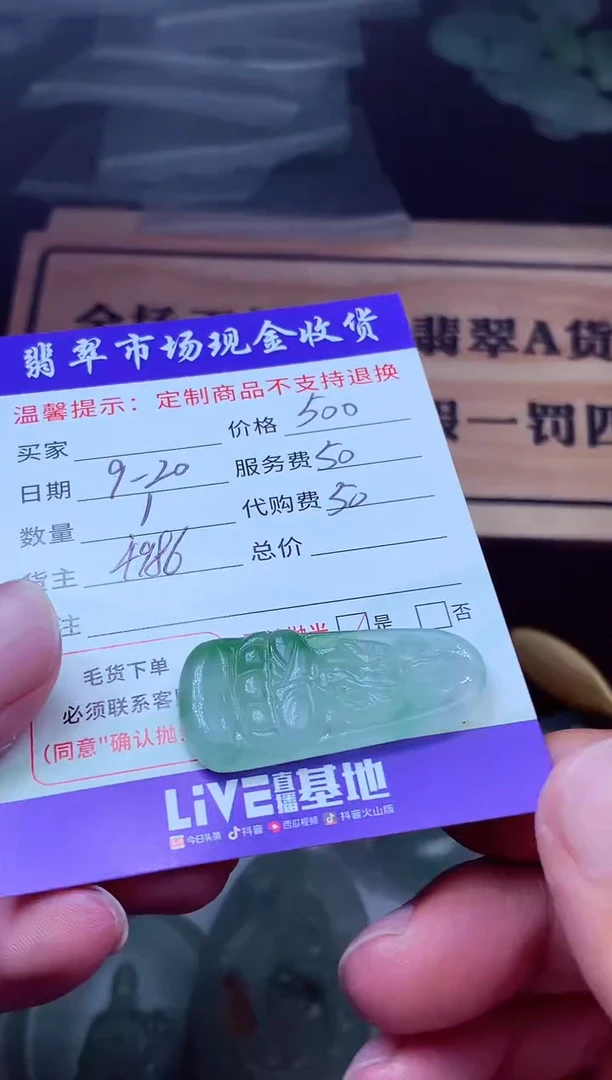 翡翠A货
一罚四
翡翠市场现金收货
温馨提示：定制商品不支持退换
买家 价格 500
日期 9-20 服务费 50
数量 1 代购费 50
货主 4986 总价
注
是 否
毛货下单
必须联系客
(同意"确认抛
LiVE直播基地
今日头条 抖音 西瓜视频 抖音火山版